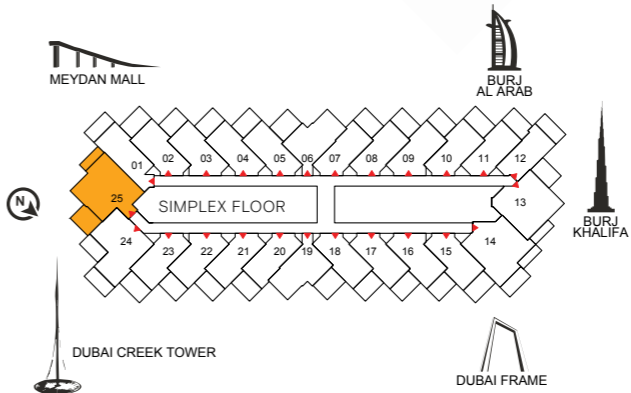 MEYDAN MALL
BURJ
AL ARAB
01 02 03 04 05 06 07 08 09 10 11 12
25
SIMPLEX FLOOR
13
N
BURJ
KHALIFA
24 23 22 21 20 19 18 17 16 15 14
DUBAI CREEK TOWER
DUBAI FRAME